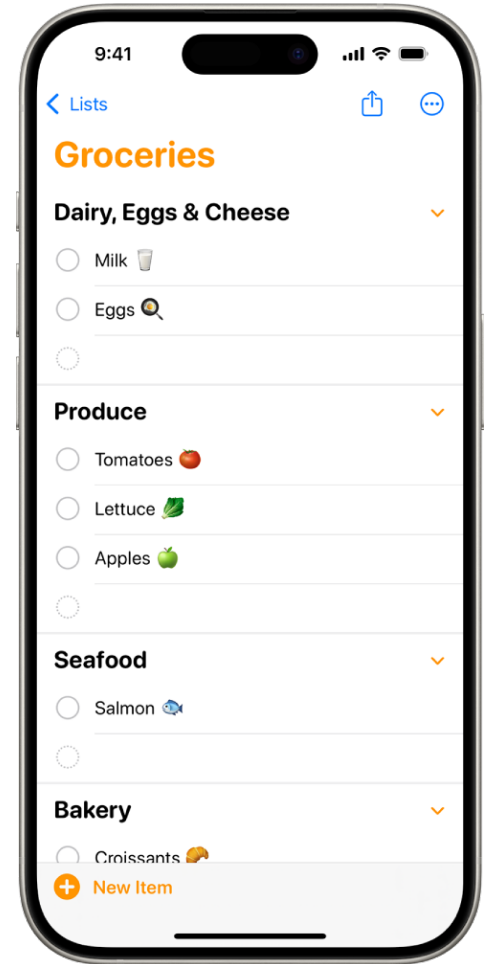 9:41
Lists
Groceries
Dairy, Eggs & Cheese
Milk 🥛
Eggs 🍳
Produce
Tomatoes 🍅
Lettuce 🥬
Apples 🍏
Seafood
Salmon 🐟
Bakery
Croissants 🥐
New Item